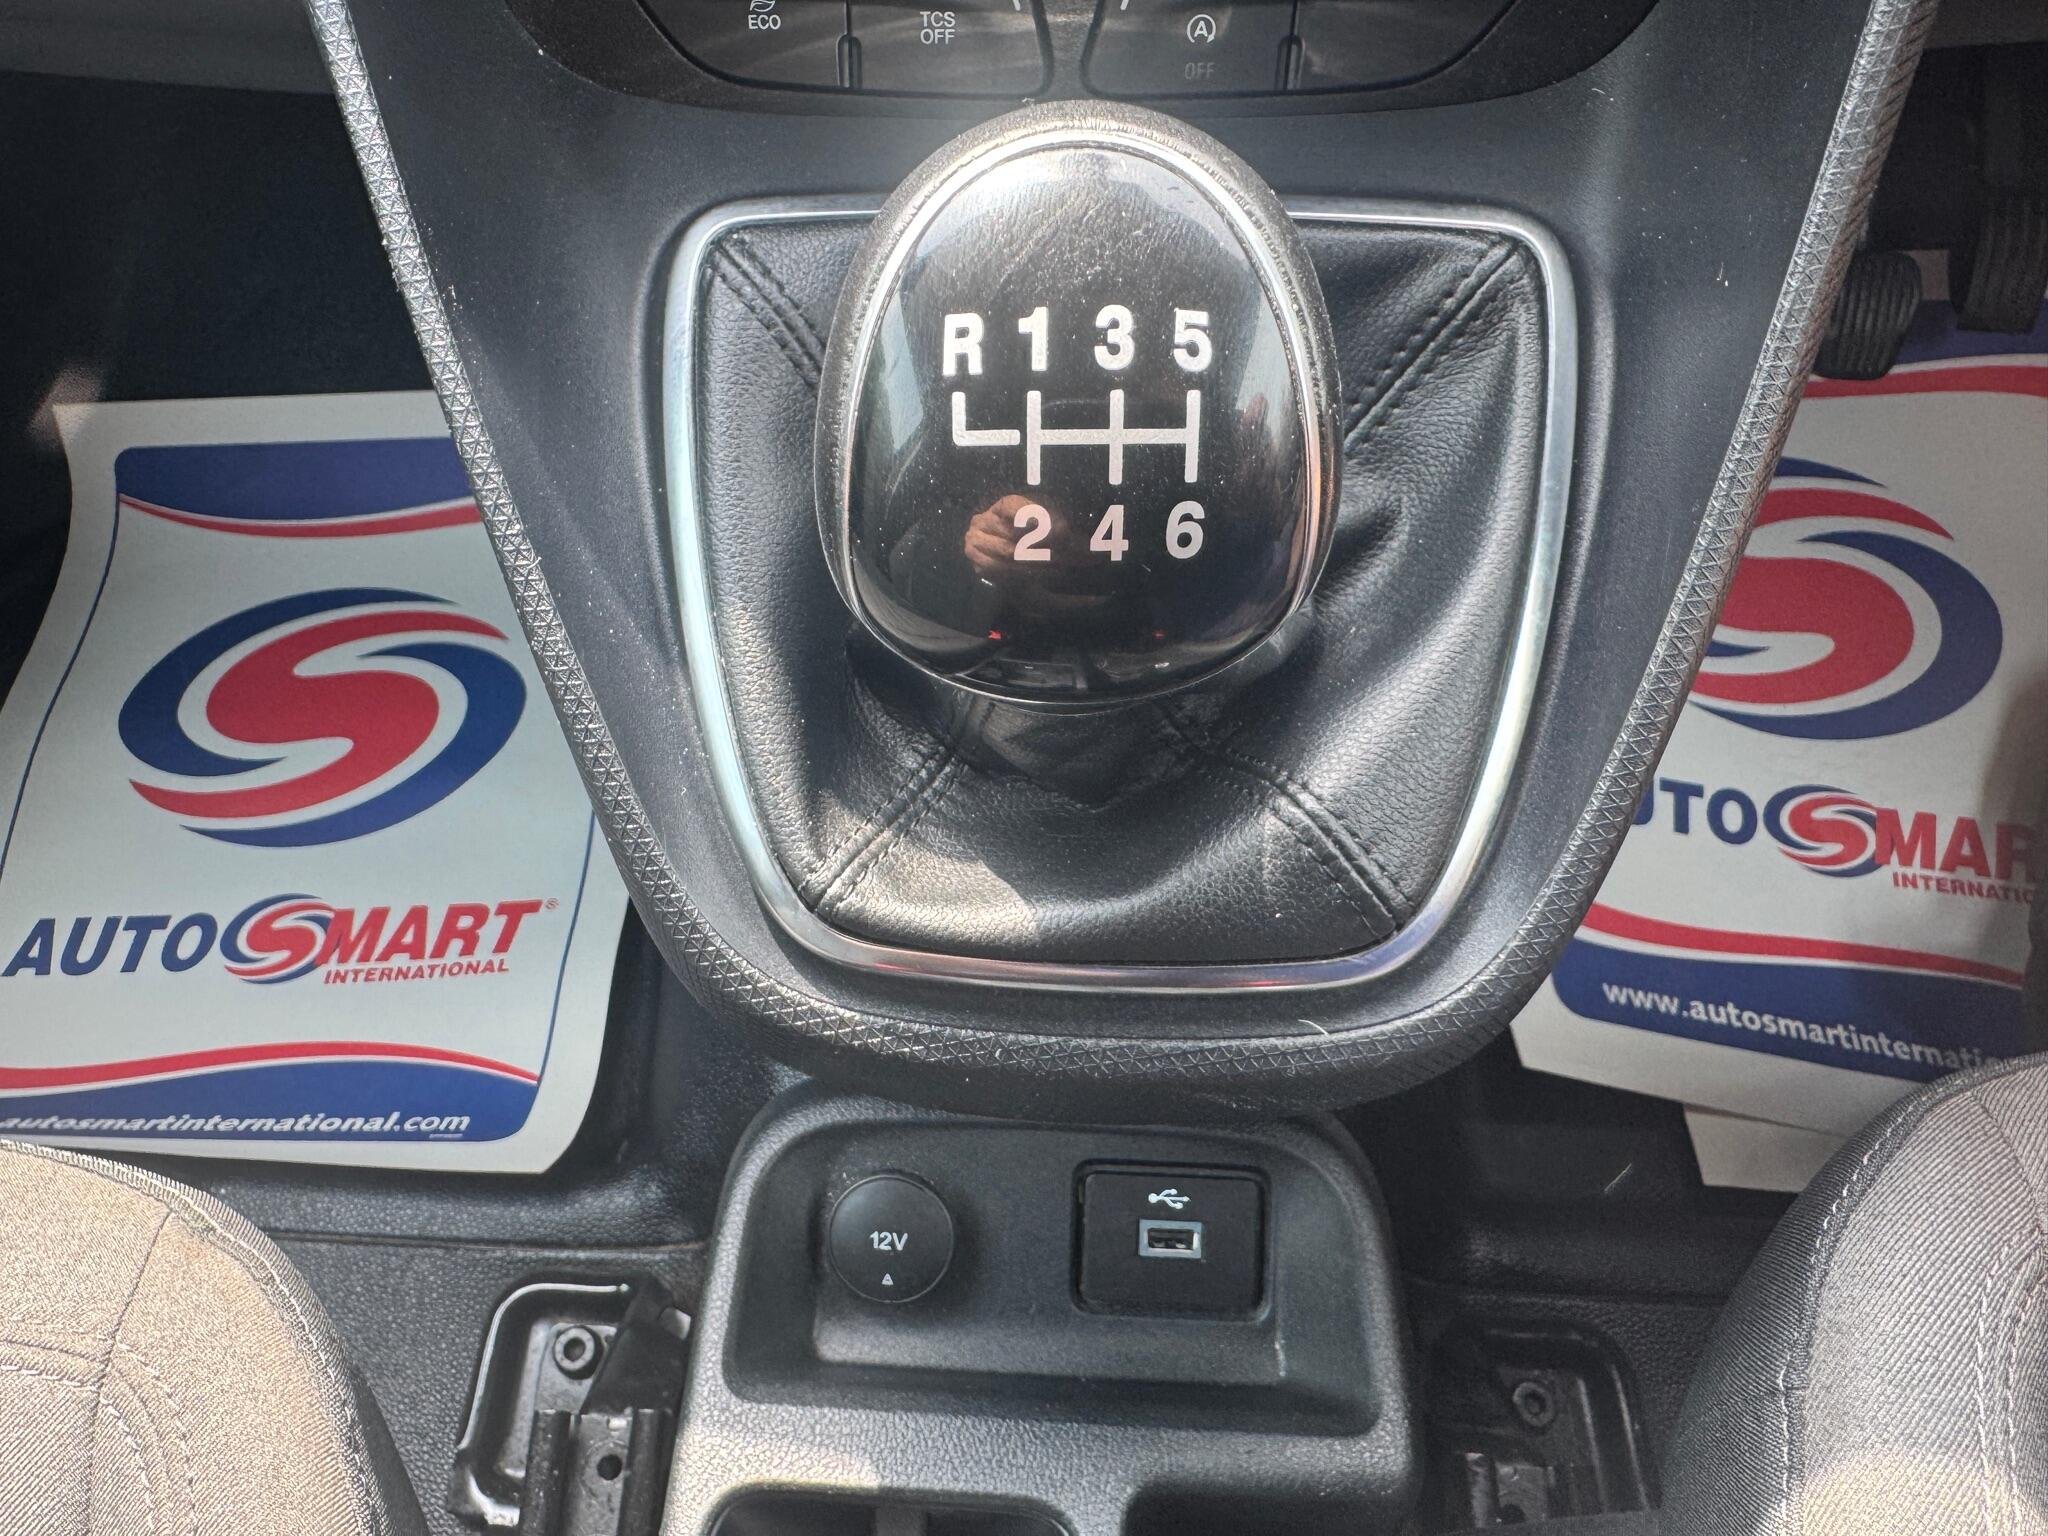 ECO
TCS
OFF
A
OFF
R 1 3 5
2 4 6
AUTOSMART®
INTERNATIONAL
autosmartinternational.com
UTOSMAR
INTERNATIO
www.autosmartinternatio
12V